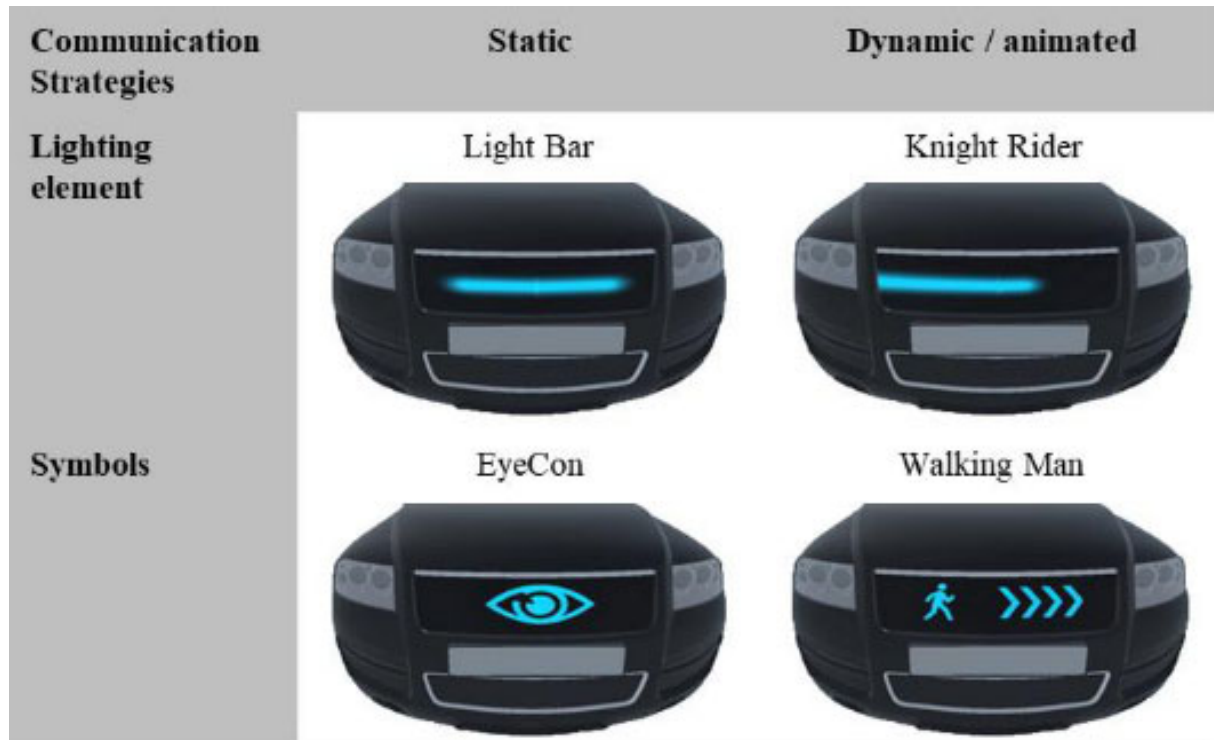 Communication Strategies
Static
Dynamic / animated
Lighting element
Light Bar
Knight Rider
Symbols
EyeCon
Walking Man